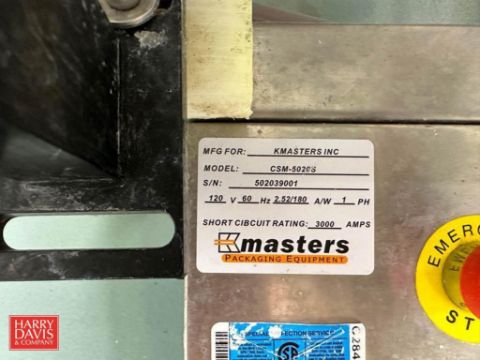 MFG FOR: KMASTERS INC
MODEL: CSM-5020S
S/N: 502039001
120 V 60 Hz 2.52/180 A/W 1 PH
SHORT CIRCUIT RATING: 3000 AMPS
Kmasters
PACKAGING EQUIPMENT
EMERG
ST
C284
HARRY
DAVIS
& COMPANY